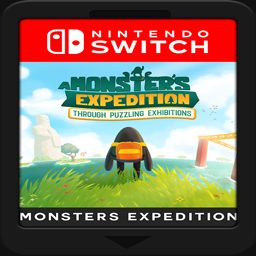 NINTENDO
SWITCH
A MONSTER'S
EXPEDITION
THROUGH PUZZLING EXHIBITIONS
MONSTERS EXPEDITION